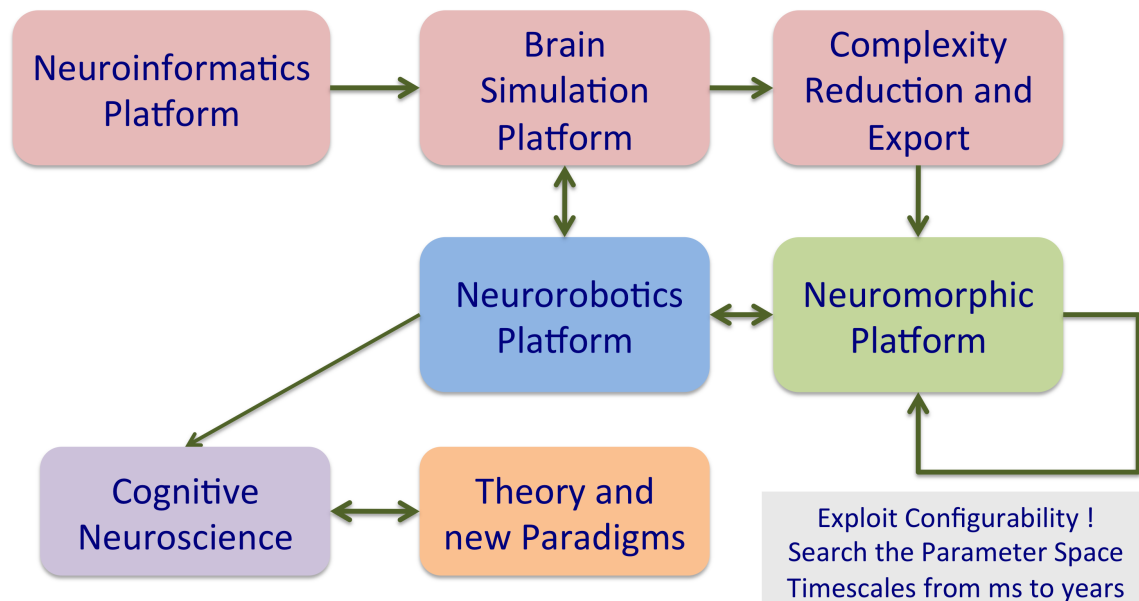 Neuroinformatics
Platform
Brain
Simulation
Platform
Complexity
Reduction and
Export
Neurorobotics
Platform
Neuromorphic
Platform
Cognitive
Neuroscience
Theory and
new Paradigms
Exploit Configurability !
Search the Parameter Space
Timescales from ms to years